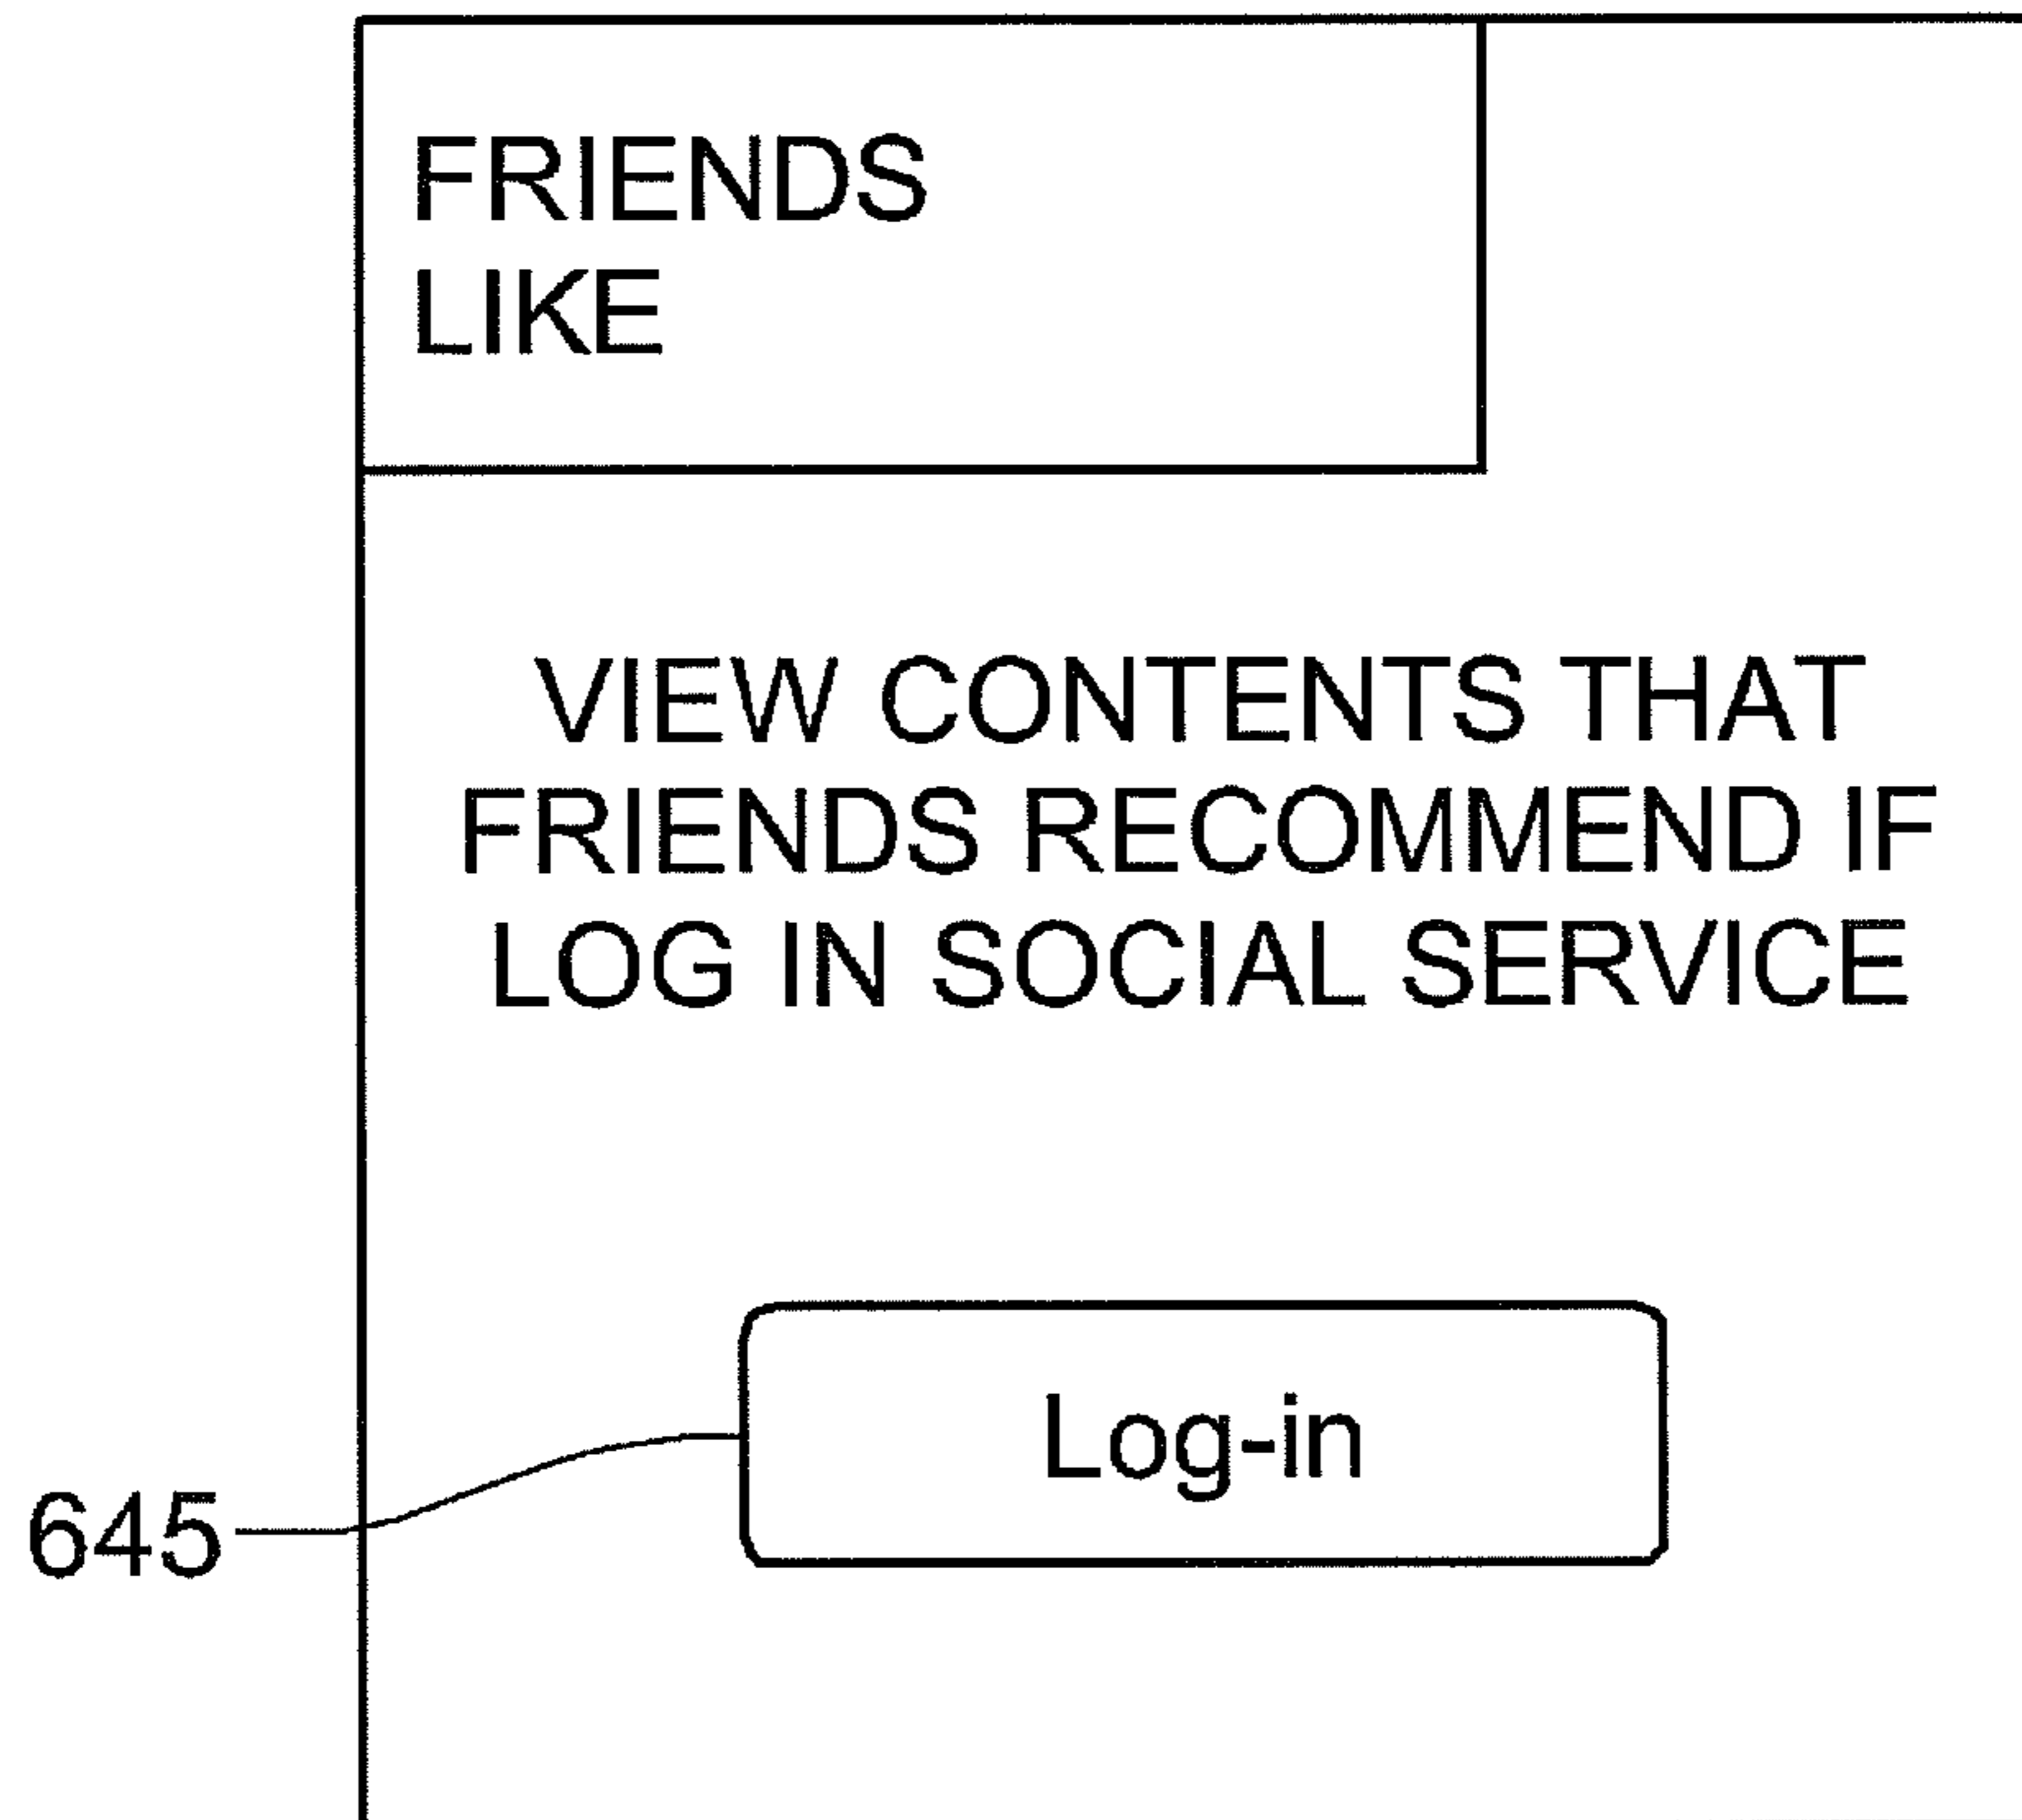 FRIENDS
LIKE
VIEW CONTENTS THAT
FRIENDS RECOMMEND IF
LOG IN SOCIAL SERVICE
Log-in
645